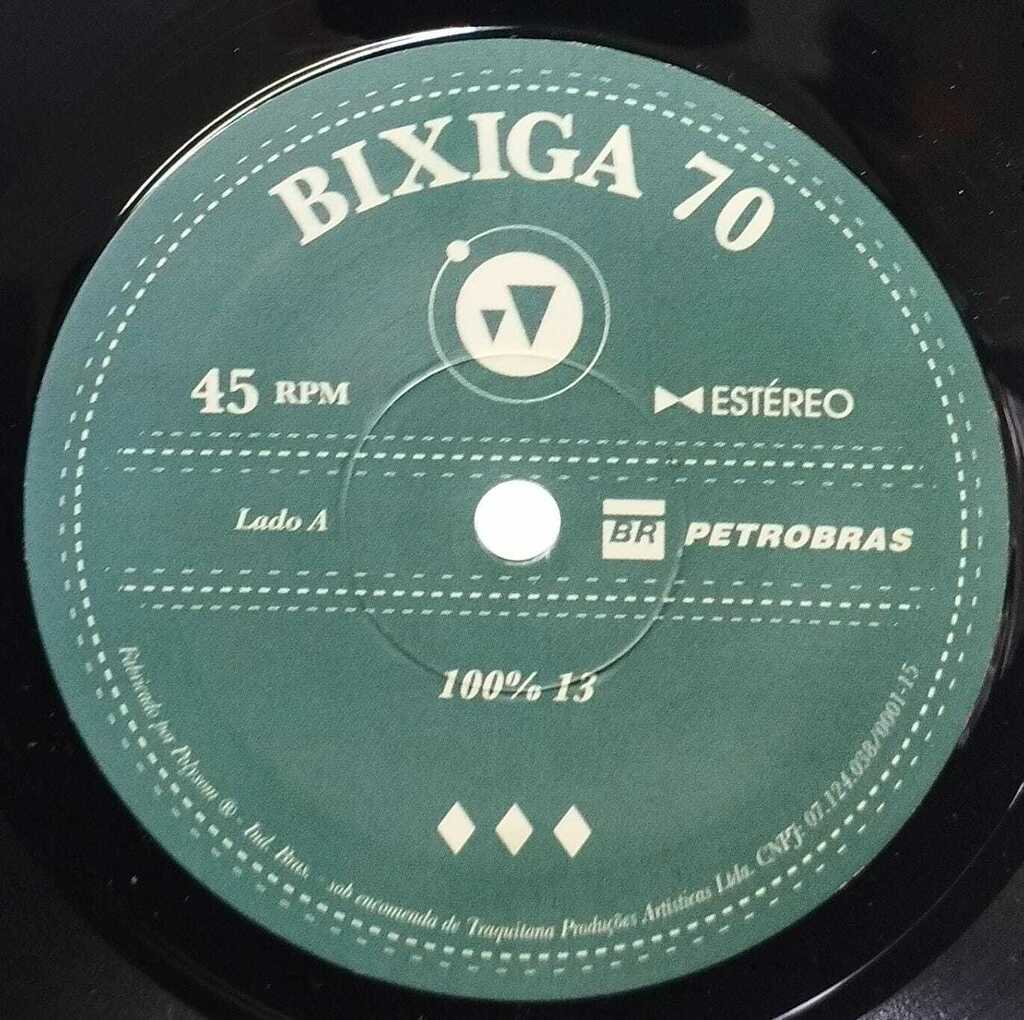 BIXIGA 70
45 RPM
ESTÉREO
Lado A
BR PETROBRAS
100% 13
Fabricado por Polysom ® - Ind. Bras. - sob encomenda de Traquitana Produções Artísticas Ltda. CNPJ: 07.124.038/0001-15